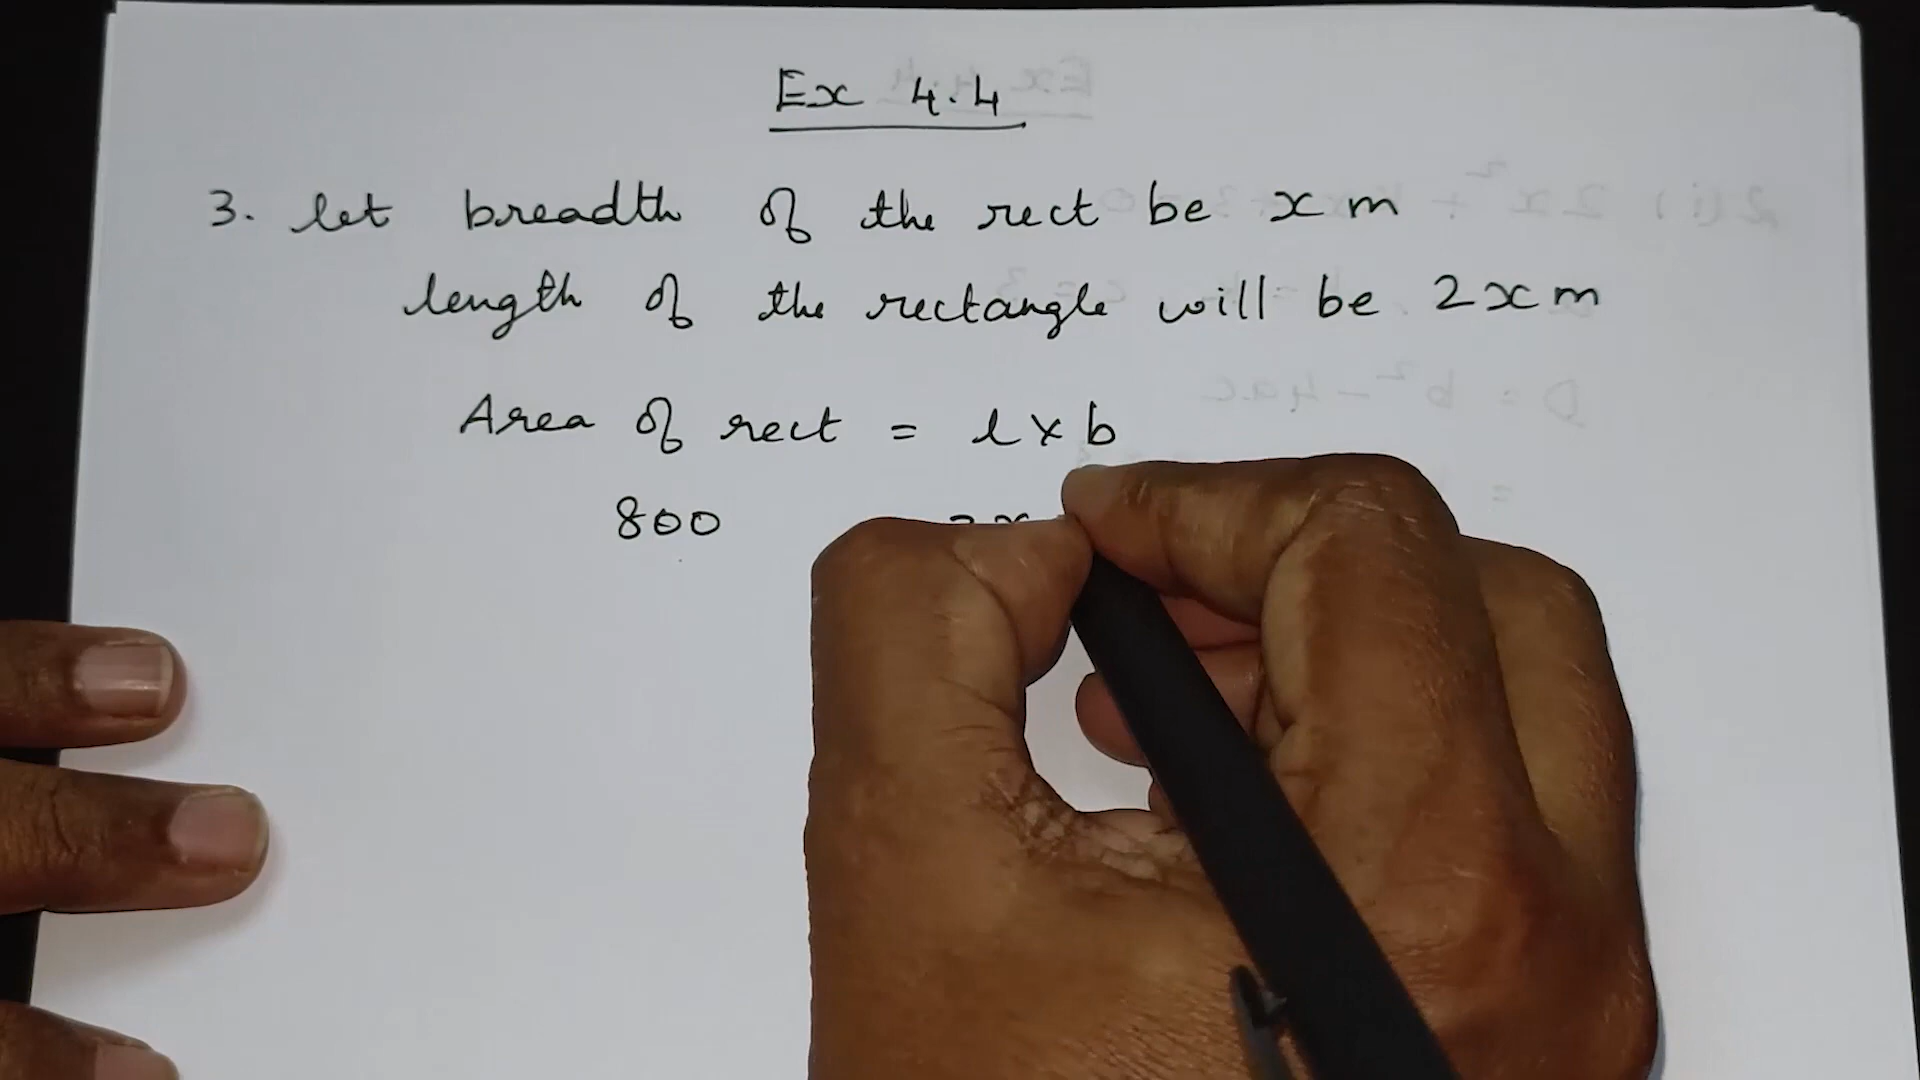 Ex 4.4
3. let breadth of the rect be x m
length of the rectangle will be 2x m
Area of rect = l x b
800 2x